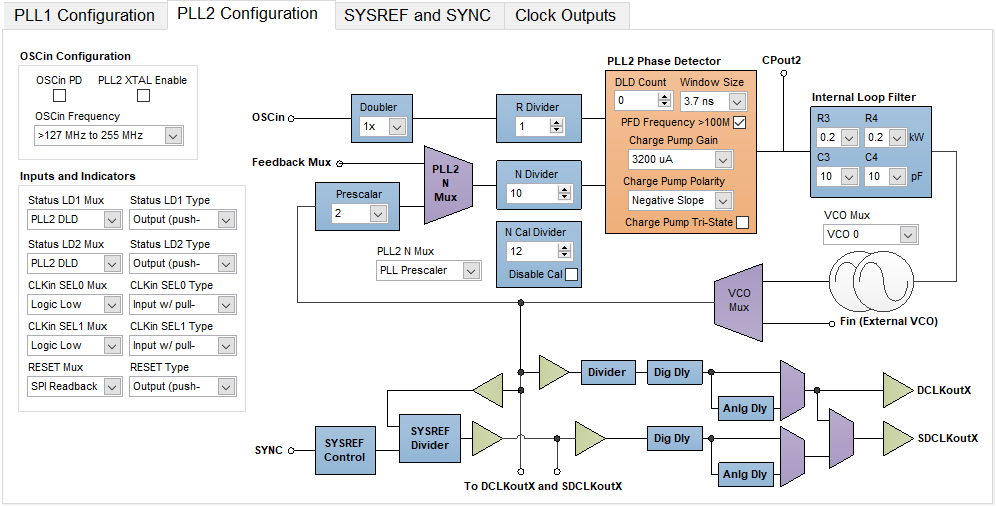 PLL1 Configuration
PLL2 Configuration
SYSREF and SYNC
Clock Outputs
OSCin Configuration
OSCin PD
PLL2 XTAL Enable
OSCin Frequency
>127 MHz to 255 MHz
Inputs and Indicators
Status LD1 Mux
Status LD1 Type
PLL2 DLD
Output (push-
Status LD2 Mux
Status LD2 Type
PLL2 DLD
Output (push-
CLKin SEL0 Mux
CLKin SEL0 Type
Logic Low
Input w/ pull-
CLKin SEL1 Mux
CLKin SEL1 Type
Logic Low
Input w/ pull-
RESET Mux
RESET Type
SPI Readback
Output (push-
OSCin
Doubler
1x
R Divider
1
Feedback Mux
PLL2
N
Mux
Prescalar
2
N Divider
10
N Cal Divider
12
Disable Cal
PLL2 N Mux
PLL Prescaler
PLL2 Phase Detector
DLD Count
Window Size
0
3.7 ns
PFD Frequency >100M
Charge Pump Gain
3200 uA
Charge Pump Polarity
Negative Slope
Charge Pump Tri-State
CPout2
Internal Loop Filter
R3
R4
0.2
0.2
kW
C3
C4
10
10
pF
VCO Mux
VCO 0
VCO
Mux
Fin (External VCO)
Divider
Dig Dly
Anlg Dly
DCLKoutX
SYNC
SYSREF
Control
SYSREF
Divider
Dig Dly
Anlg Dly
SDCLKoutX
To DCLKoutX and SDCLKoutX